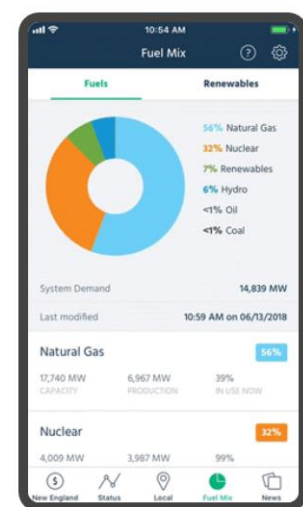 10:54 AM
Fuel Mix
?
Fuels Renewables
56% Natural Gas
32% Nuclear
7% Renewables
6% Hydro
<1% Oil
<1% Coal
System Demand 14,839 MW
Last modified 10:59 AM on 06/13/2018
Natural Gas 56%
17,740 MW 6,967 MW 39%
CAPACITY PRODUCTION IN USE NOW
Nuclear 32%
4,009 MW 3,987 MW 99%
$
New England Status Local Fuel Mix News